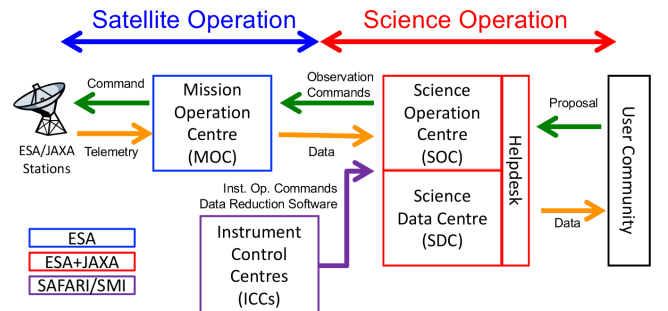 Satellite Operation
Science Operation
Command
Mission
Operation
Centre
(MOC)
Observation
Commands
Science
Operation
Centre
(SOC)
Helpdesk
Proposal
User Community
ESA/JAXA
Stations
Telemetry
Data
Inst. Op. Commands
Data Reduction Software
Science
Data Centre
(SDC)
Data
Instrument
Control
Centres
(ICCs)
ESA
ESA+JAXA
SAFARI/SMI